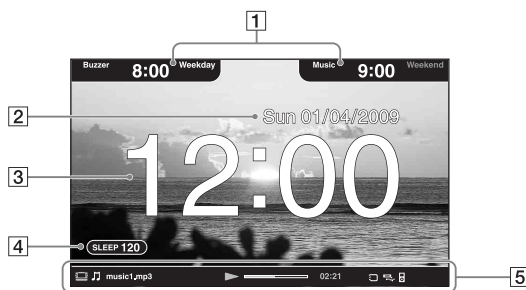 1
Buzzer 8:00 Weekday Music 9:00 Weekend
2 Sun 01/04/2009
3 12:00
4 SLEEP 120
music1.mp3 02:21
5